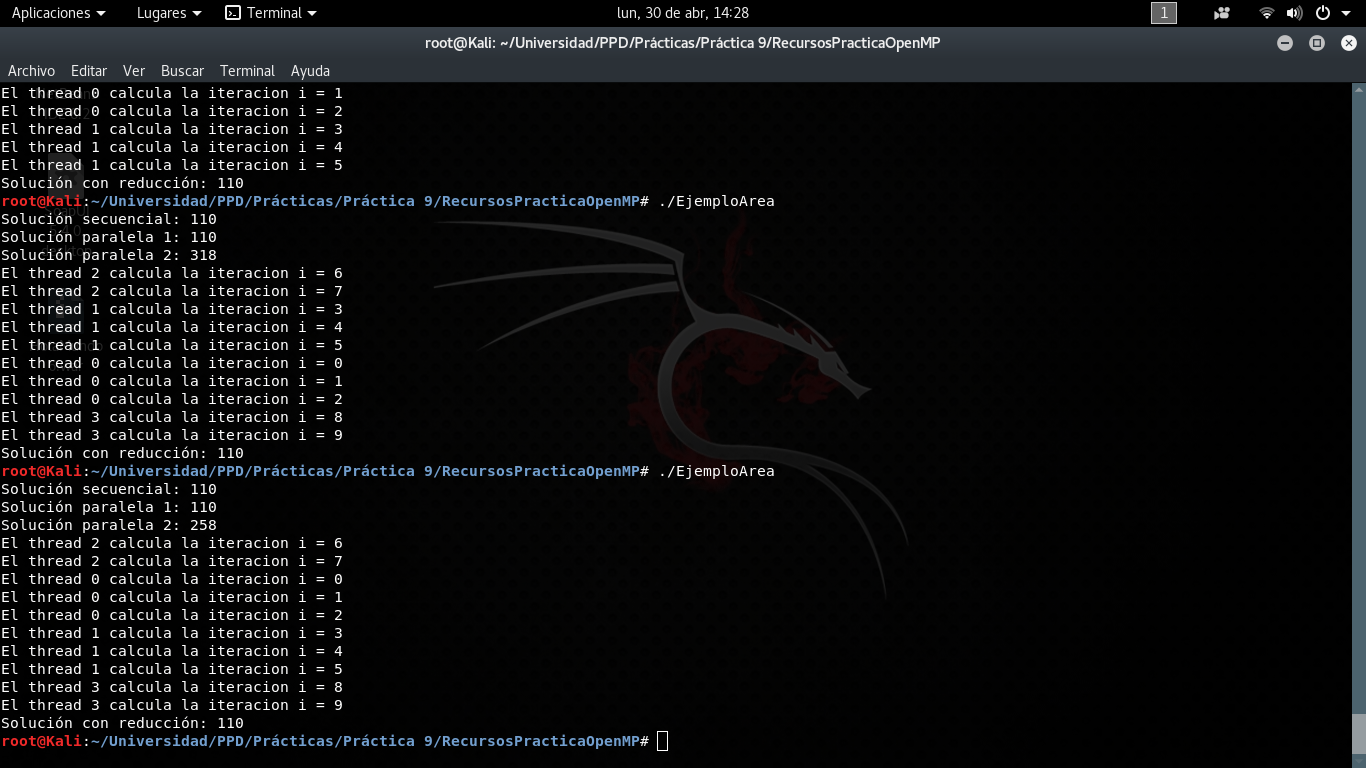 Aplicaciones Lugares Terminal lun, 30 de abr, 14:28 1
root@Kali: ~/Universidad/PPD/Prácticas/Práctica 9/RecursosPracticaOpenMP
Archivo Editar Ver Buscar Terminal Ayuda
El thread 0 calcula la iteracion i = 1
El thread 0 calcula la iteracion i = 2
El thread 1 calcula la iteracion i = 3
El thread 1 calcula la iteracion i = 4
El thread 1 calcula la iteracion i = 5
Solución con reducción: 110
root@Kali:~/Universidad/PPD/Prácticas/Práctica 9/RecursosPracticaOpenMP# ./EjemploArea
Solución secuencial: 110
Solución paralela 1: 110
Solución paralela 2: 318
El thread 2 calcula la iteracion i = 6
El thread 2 calcula la iteracion i = 7
El thread 1 calcula la iteracion i = 3
El thread 1 calcula la iteracion i = 4
El thread 1 calcula la iteracion i = 5
El thread 0 calcula la iteracion i = 0
El thread 0 calcula la iteracion i = 1
El thread 0 calcula la iteracion i = 2
El thread 3 calcula la iteracion i = 8
El thread 3 calcula la iteracion i = 9
Solución con reducción: 110
root@Kali:~/Universidad/PPD/Prácticas/Práctica 9/RecursosPracticaOpenMP# ./EjemploArea
Solución secuencial: 110
Solución paralela 1: 110
Solución paralela 2: 258
El thread 2 calcula la iteracion i = 6
El thread 2 calcula la iteracion i = 7
El thread 0 calcula la iteracion i = 0
El thread 0 calcula la iteracion i = 1
El thread 0 calcula la iteracion i = 2
El thread 1 calcula la iteracion i = 3
El thread 1 calcula la iteracion i = 4
El thread 1 calcula la iteracion i = 5
El thread 3 calcula la iteracion i = 8
El thread 3 calcula la iteracion i = 9
Solución con reducción: 110
root@Kali:~/Universidad/PPD/Prácticas/Práctica 9/RecursosPracticaOpenMP#